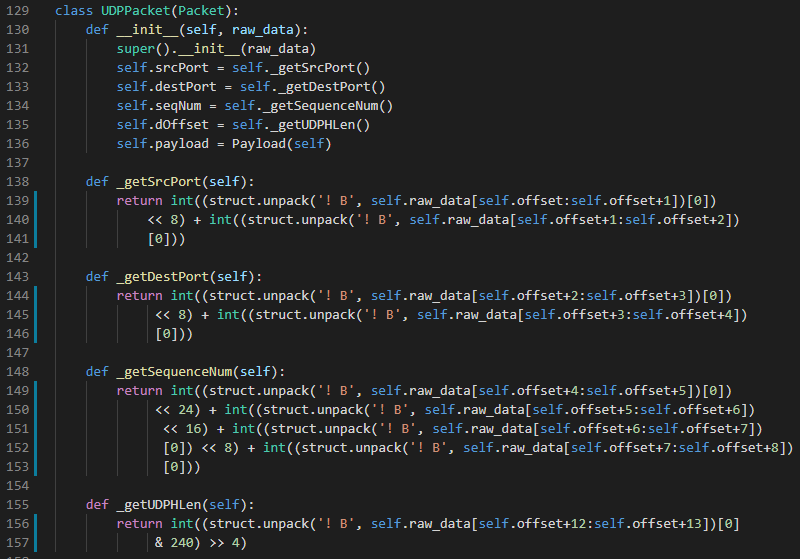 129 class UDPPacket(Packet):
130     def __init__(self, raw_data):
131         super().__init__(raw_data)
132         self.srcPort = self._getSrcPort()
133         self.destPort = self._getDestPort()
134         self.seqNum = self._getSequenceNum()
135         self.dOffset = self._getUDPHLen()
136         self.payload = Payload(self)
137
138     def _getSrcPort(self):
139         return int((struct.unpack('! B', self.raw_data[self.offset:self.offset+1])[0])
140             << 8) + int((struct.unpack('! B', self.raw_data[self.offset+1:self.offset+2])
141             [0]))
142
143     def _getDestPort(self):
144         return int((struct.unpack('! B', self.raw_data[self.offset+2:self.offset+3])[0])
145              << 8) + int((struct.unpack('! B', self.raw_data[self.offset+3:self.offset+4])
146              [0]))
147
148     def _getSequenceNum(self):
149         return int((struct.unpack('! B', self.raw_data[self.offset+4:self.offset+5])[0])
150              << 24) + int((struct.unpack('! B', self.raw_data[self.offset+5:self.offset+6])
151               << 16) + int((struct.unpack('! B', self.raw_data[self.offset+6:self.offset+7])
152               [0]) << 8) + int((struct.unpack('! B', self.raw_data[self.offset+7:self.offset+8])
153               [0]))
154
155     def _getUDPHLen(self):
156         return int((struct.unpack('! B', self.raw_data[self.offset+12:self.offset+13])[0]
157              & 240) >> 4)